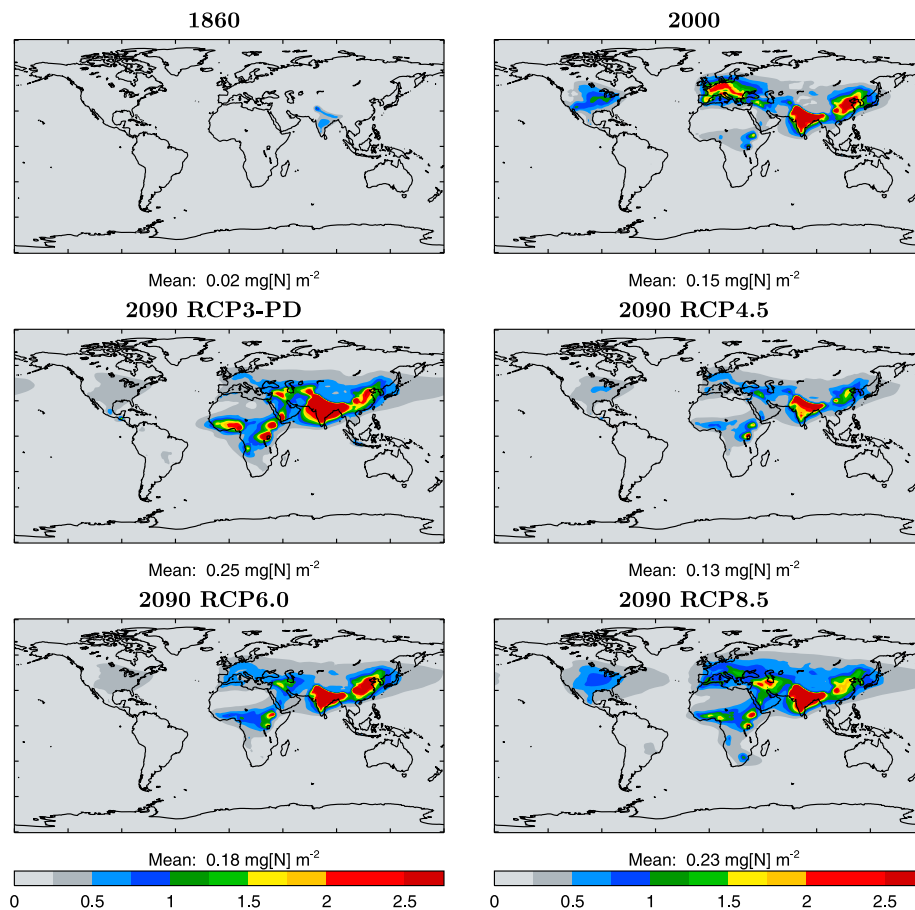 1860
2000
Mean: 0.02 mg[N] m-2
Mean: 0.15 mg[N] m-2
2090 RCP3-PD
2090 RCP4.5
Mean: 0.25 mg[N] m-2
Mean: 0.13 mg[N] m-2
2090 RCP6.0
2090 RCP8.5
Mean: 0.18 mg[N] m-2
Mean: 0.23 mg[N] m-2
0 0.5 1 1.5 2 2.5
0 0.5 1 1.5 2 2.5